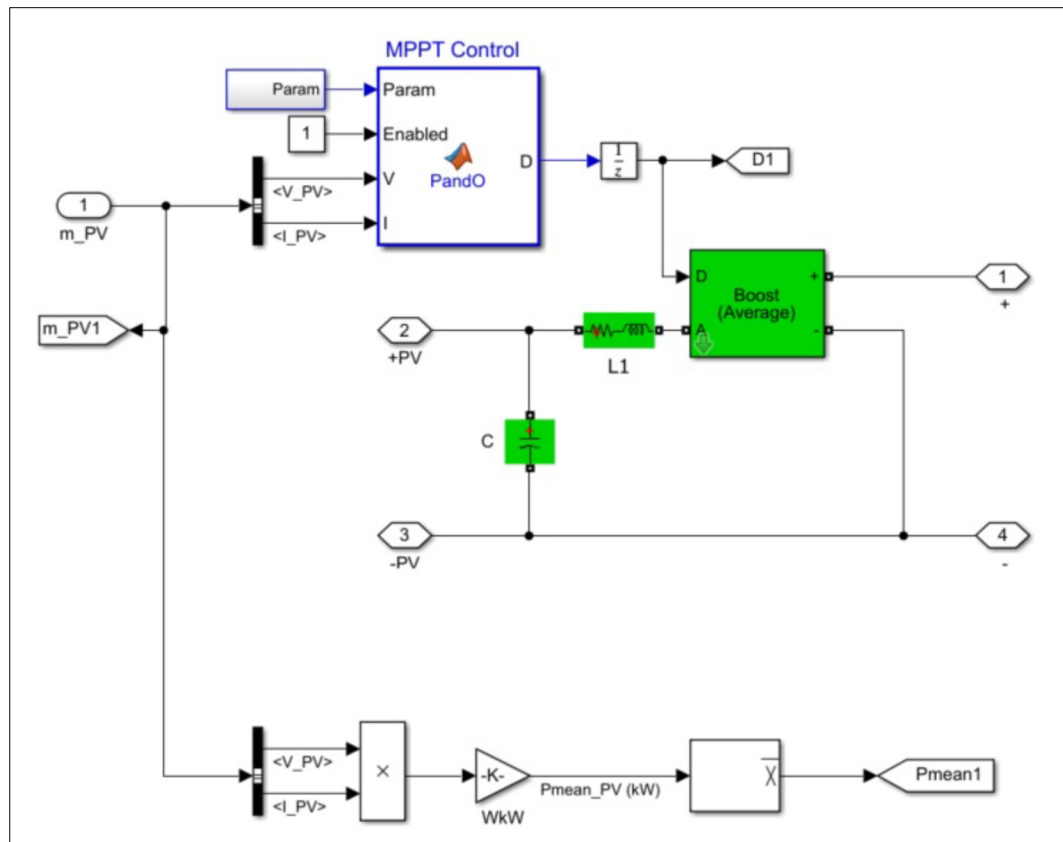 MPPT Control
Param
Param
1
Enabled
D
PandO
V
<V_PV>
I
<I_PV>
1
z
D1
1
m_PV
D
+
Boost
(Average)
A
-
1
+
m_PV1
2
+PV
L1
C
3
-PV
4
-
<V_PV>
<I_PV>
×
-K-
WkW
Pmean_PV (kW)
X
Pmean1